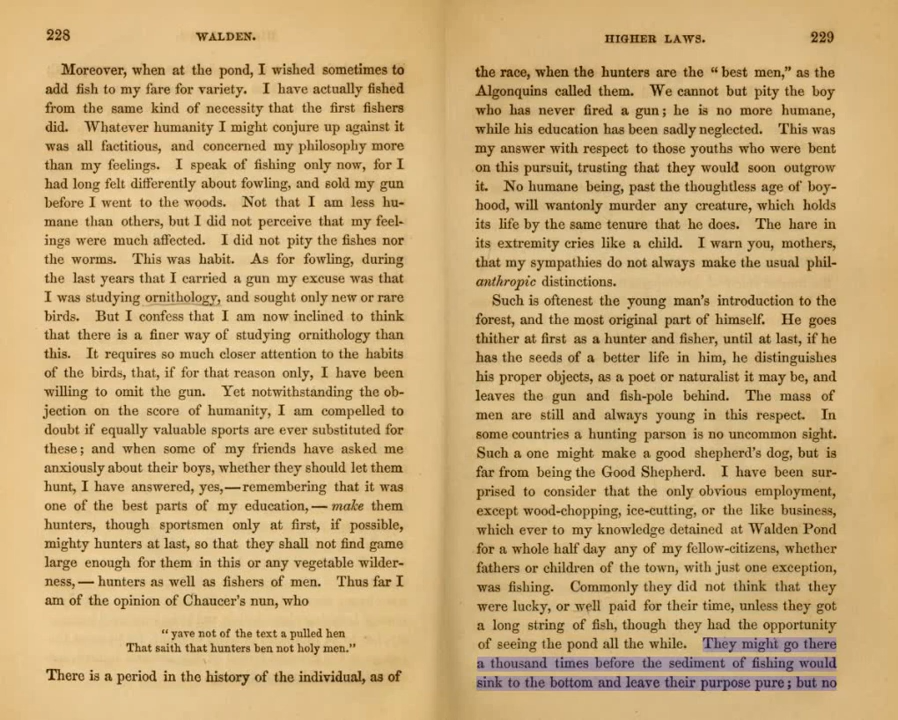 228
WALDEN.
Moreover, when at the pond, I wished sometimes to
add fish to my fare for variety. I have actually fished
from the same kind of necessity that the first fishers
did. Whatever humanity I might conjure up against it
was all factitious, and concerned my philosophy more
than my feelings. I speak of fishing only now, for I
had long felt differently about fowling, and sold my gun
before I went to the woods. Not that I am less hu-
mane than others, but I did not perceive that my feel-
ings were much affected. I did not pity the fishes nor
the worms. This was habit. As for fowling, during
the last years that I carried a gun my excuse was that
I was studying ornithology, and sought only new or rare
birds. But I confess that I am now inclined to think
that there is a finer way of studying ornithology than
this. It requires so much closer attention to the habits
of the birds, that, if for that reason only, I have been
willing to omit the gun. Yet notwithstanding the ob-
jection on the score of humanity, I am compelled to
doubt if equally valuable sports are ever substituted for
these; and when some of my friends have asked me
anxiously about their boys, whether they should let them
hunt, I have answered, yes,—remembering that it was
one of the best parts of my education,—make them
hunters, though sportsmen only at first, if possible,
mighty hunters at last, so that they shall not find game
large enough for them in this or any vegetable wilder-
ness,—hunters as well as fishers of men. Thus far I
am of the opinion of Chaucer's nun, who
"yave not of the text a pulled hen
That saith that hunters ben not holy men."
There is a period in the history of the individual, as of
HIGHER LAWS.
229
the race, when the hunters are the "best men," as the
Algonquins called them. We cannot but pity the boy
who has never fired a gun; he is no more humane,
while his education has been sadly neglected. This was
my answer with respect to those youths who were bent
on this pursuit, trusting that they would soon outgrow
it. No humane being, past the thoughtless age of boy-
hood, will wantonly murder any creature, which holds
its life by the same tenure that he does. The hare in
its extremity cries like a child. I warn you, mothers,
that my sympathies do not always make the usual phil-
anthropic distinctions.
Such is oftenest the young man's introduction to the
forest, and the most original part of himself. He goes
thither at first as a hunter and fisher, until at last, if he
has the seeds of a better life in him, he distinguishes
his proper objects, as a poet or naturalist it may be, and
leaves the gun and fish-pole behind. The mass of
men are still and always young in this respect. In
some countries a hunting parson is no uncommon sight.
Such a one might make a good shepherd's dog, but is
far from being the Good Shepherd. I have been sur-
prised to consider that the only obvious employment,
except wood-chopping, ice-cutting, or the like business,
which ever to my knowledge detained at Walden Pond
for a whole half day any of my fellow-citizens, whether
fathers or children of the town, with just one exception,
was fishing. Commonly they did not think that they
were lucky, or well paid for their time, unless they got
a long string of fish, though they had the opportunity
of seeing the pond all the while. They might go there
a thousand times before the sediment of fishing would
sink to the bottom and leave their purpose pure; but no